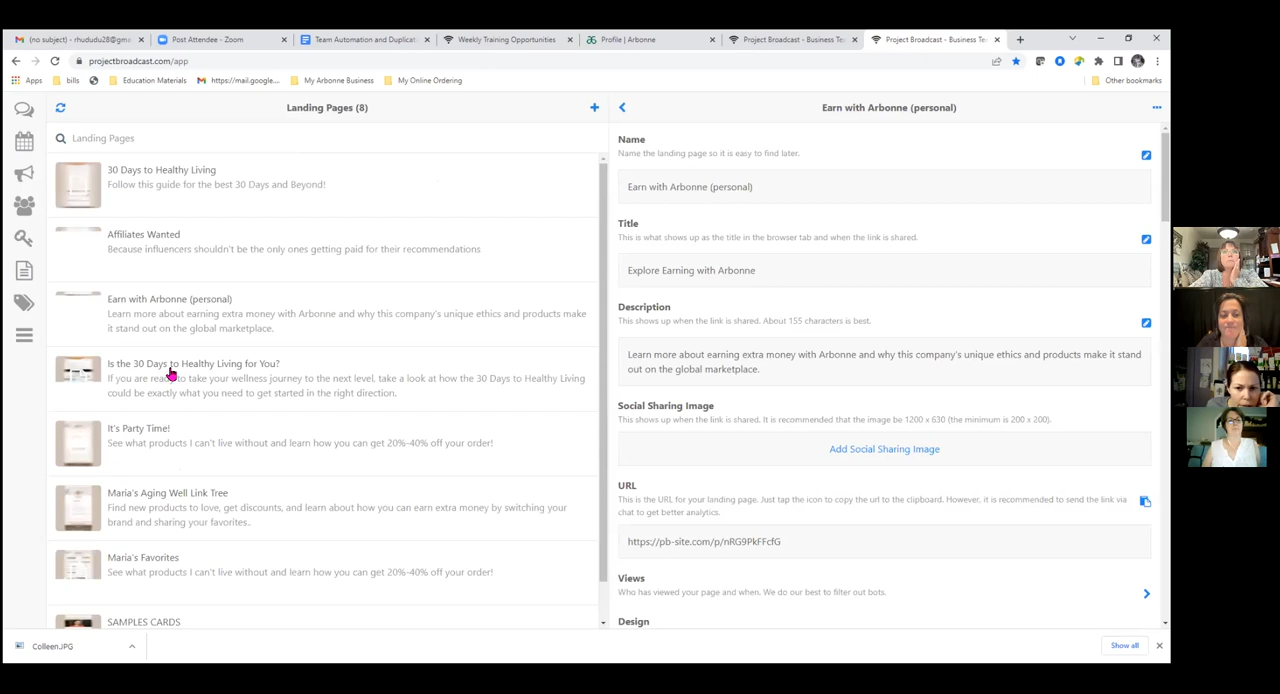 (no subject) - rhududu28@gma
Post Attendee - Zoom
Team Automation and Duplicat
Weekly Training Opportunities
Profile | Arbonne
Project Broadcast - Business Te
Project Broadcast - Business Te
projectbroadcast.com/app
Apps
bills
Education Materials
https://mail.google....
My Arbonne Business
My Online Ordering
Other bookmarks
Landing Pages (8)
Landing Pages
30 Days to Healthy Living
Follow this guide for the best 30 Days and Beyond!
Affiliates Wanted
Because influencers shouldn't be the only ones getting paid for their recommendations
Earn with Arbonne (personal)
Learn more about earning extra money with Arbonne and why this company's unique ethics and products make
it stand out on the global marketplace.
Is the 30 Days to Healthy Living for You?
If you are ready to take your wellness journey to the next level, take a look at how the 30 Days to Healthy Living
could be exactly what you need to get started in the right direction.
It's Party Time!
See what products I can't live without and learn how you can get 20%-40% off your order!
Maria's Aging Well Link Tree
Find new products to love, get discounts, and learn about how you can earn extra money by switching your
brand and sharing your favorites..
Maria's Favorites
See what products I can't live without and learn how you can get 20%-40% off your order!
SAMPLES CARDS
Earn with Arbonne (personal)
Name
Name the landing page so it is easy to find later.
Earn with Arbonne (personal)
Title
This is what shows up as the title in the browser tab and when the link is shared.
Explore Earning with Arbonne
Description
This shows up when the link is shared. About 155 characters is best.
Learn more about earning extra money with Arbonne and why this company's unique ethics and products make it stand
out on the global marketplace.
Social Sharing Image
This shows up when the link is shared. It is recommended that the image be 1200 x 630 (the minimum is 200 x 200).
Add Social Sharing Image
URL
This is the URL for your landing page. Just tap the icon to copy the url to the clipboard. However, it is recommended to send the link via
chat to get better analytics.
https://pb-site.com/p/nRG9PkFFcfG
Views
Who has viewed your page and when. We do our best to filter out bots.
Design
Colleen.JPG
Show all